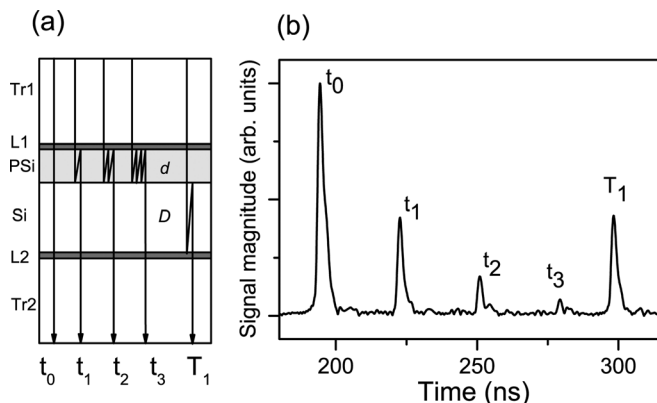 (a)
Tr1
L1
PSi
d
Si
D
L2
Tr2
t0 t1 t2 t3 T1
(b)
Signal magnitude (arb. units)
t0
t1
t2
t3
T1
200 250 300
Time (ns)